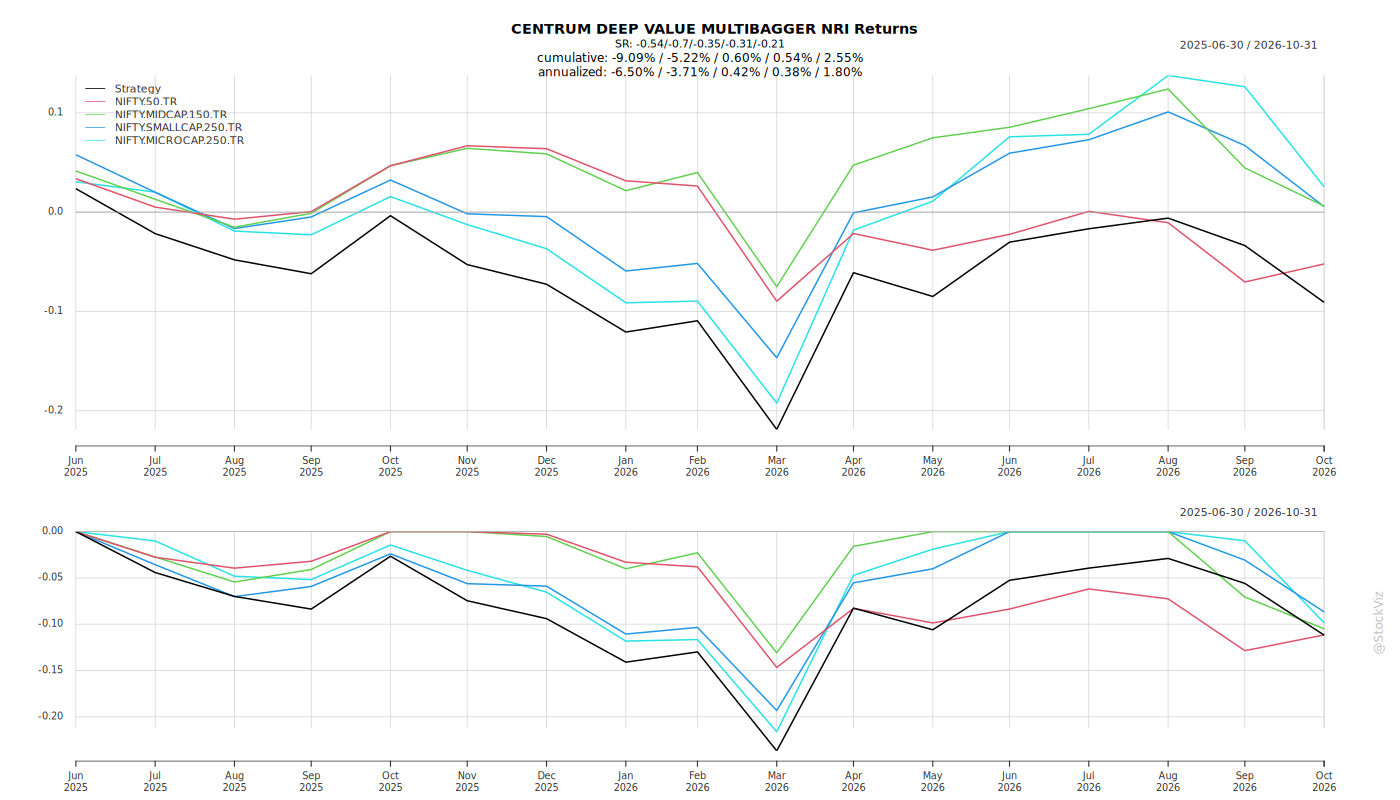 CENTRUM DEEP VALUE MULTIBAGGER NRI Returns
SR: -0.54/-0.7/-0.35/-0.31/-0.21
cumulative: -9.09% / -5.22% / 0.60% / 0.54% / 2.55%
annualized: -6.50% / -3.71% / 0.42% / 0.38% / 1.80%
2025-06-30 / 2026-10-31
Strategy
NIFTY.50.TR
NIFTY.MIDCAP.150.TR
NIFTY.SMALLCAP.250.TR
NIFTY.MICROCAP.250.TR
0.1
0.0
-0.1
-0.2
Jun Jul Aug Sep Oct Nov Dec Jan Feb Mar Apr May Jun Jul Aug Sep Oct
2025 2025 2025 2025 2025 2025 2025 2026 2026 2026 2026 2026 2026 2026 2026 2026 2026
2025-06-30 / 2026-10-31
0.00
-0.05
-0.10
-0.15
-0.20
Jun Jul Aug Sep Oct Nov Dec Jan Feb Mar Apr May Jun Jul Aug Sep Oct
2025 2025 2025 2025 2025 2025 2025 2026 2026 2026 2026 2026 2026 2026 2026 2026 2026
@StockViz